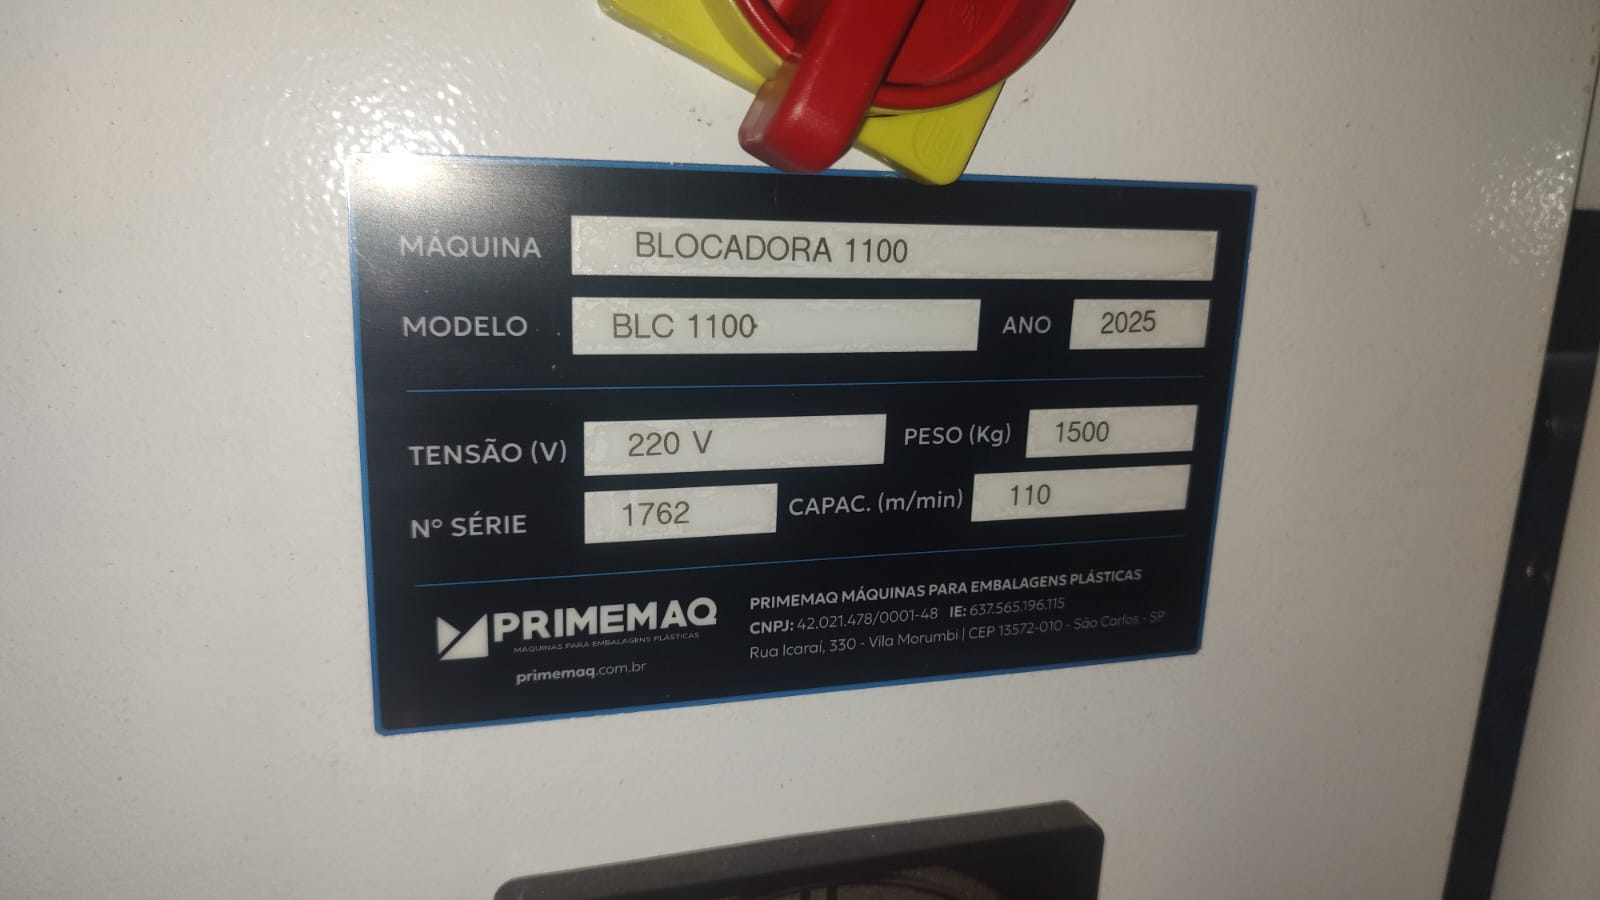 MÁQUINA BLOCADORA 1100
MODELO BLC 1100 ANO 2025
TENSÃO (V) 220 V PESO (Kg) 1500
Nº SÉRIE 1762 CAPAC. (m/min) 110
PRIMEMAQ
MÁQUINAS PARA EMBALAGENS PLÁSTICAS
primemaq.com.br
PRIMEMAQ MÁQUINAS PARA EMBALAGENS PLÁSTICAS
CNPJ: 42.021.478/0001-48 IE: 637.565.196.115
Rua Icaraí, 330 - Vila Morumbi | CEP 13572-010 - São Carlos - SP